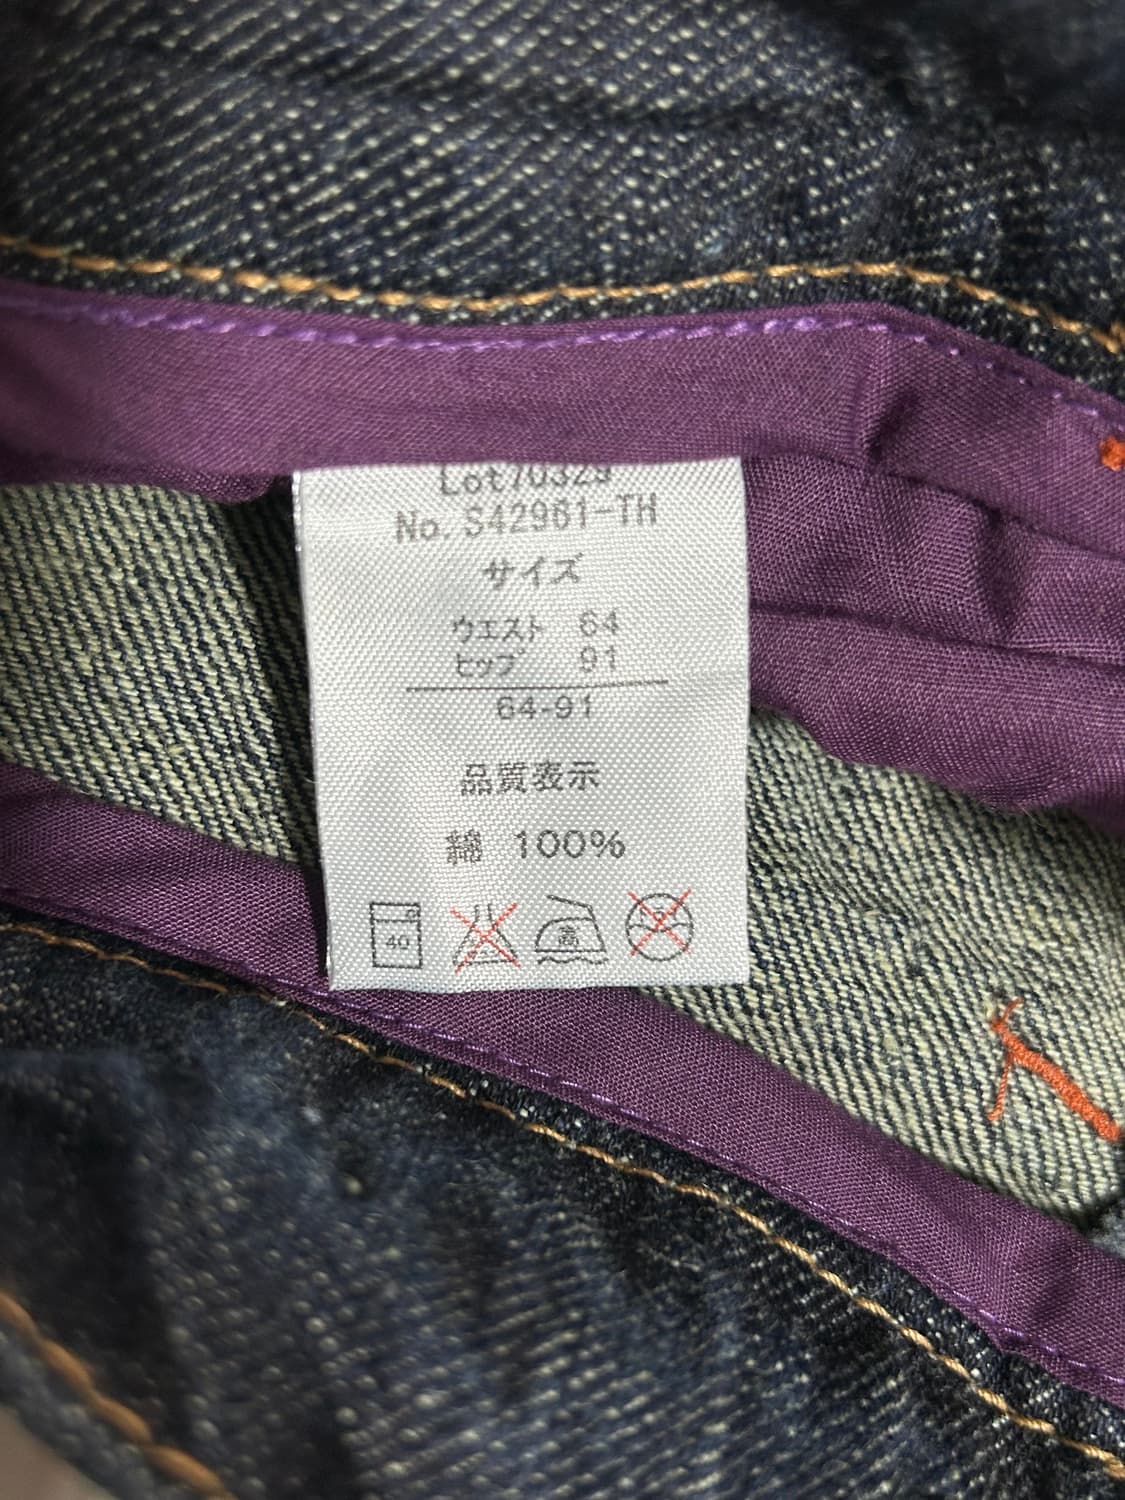 Lot70329
No. S42961-TH
サイズ
ウエスト 64
ヒップ 91
64-91
品質表示
綿 100%
40 高